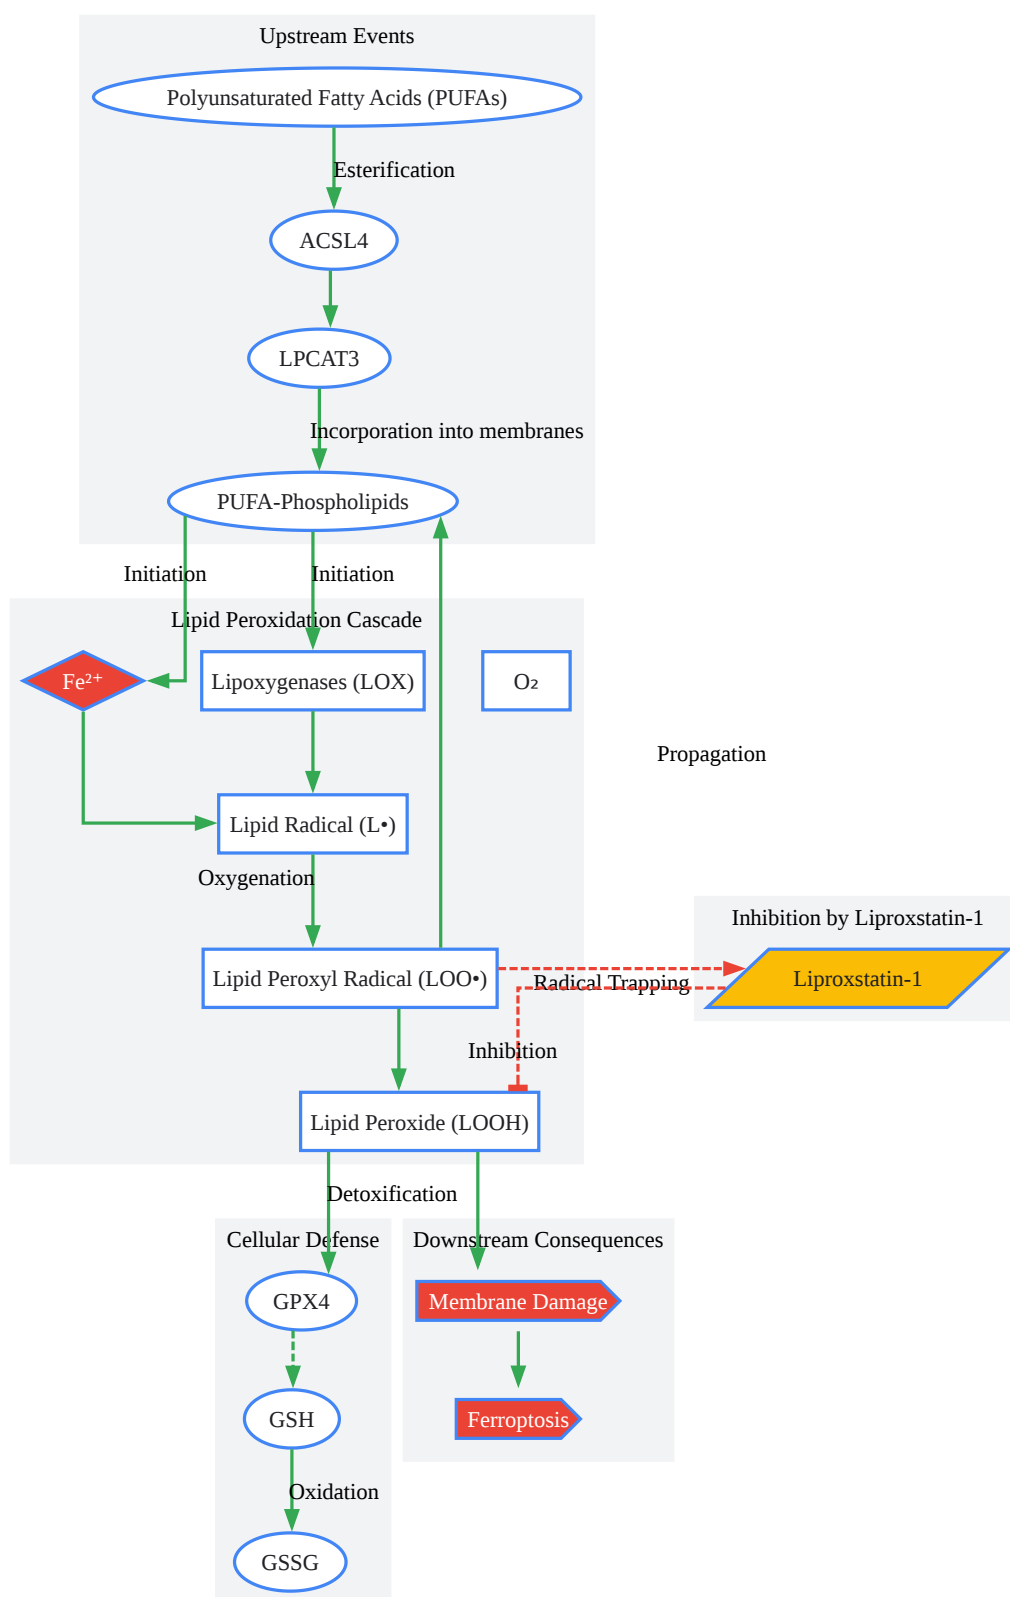 Upstream Events
Polyunsaturated Fatty Acids (PUFAs)
Esterification
ACSL4
LPCAT3
Incorporation into membranes
PUFA-Phospholipids
Initiation
Initiation
Lipid Peroxidation Cascade
Fe²⁺
Lipoxygenases (LOX)
O₂
Propagation
Lipid Radical (L•)
Oxygenation
Inhibition by Liproxstatin-1
Lipid Peroxyl Radical (LOO•)
Radical Trapping
Liproxstatin-1
Inhibition
Lipid Peroxide (LOOH)
Detoxification
Cellular Defense
Downstream Consequences
GPX4
Membrane Damage
GSH
Ferroptosis
Oxidation
GSSG